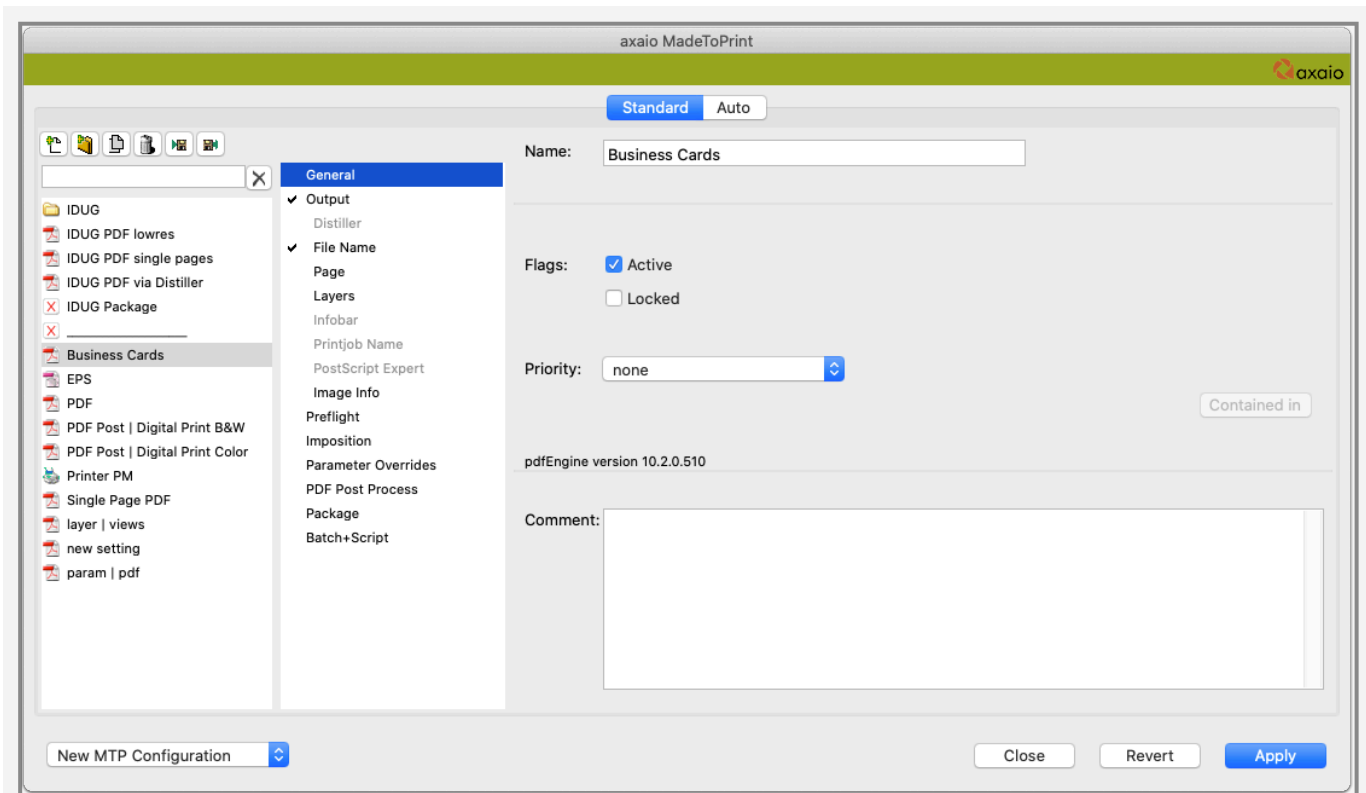 axaio MadeToPrint
axaio
Standard Auto
Name: Business Cards
IDUG
IDUG PDF lowres
IDUG PDF single pages
IDUG PDF via Distiller
IDUG Package
___________________
Business Cards
EPS
PDF
PDF Post | Digital Print B&W
PDF Post | Digital Print Color
Printer PM
Single Page PDF
layer | views
new setting
param | pdf
General
Output
Distiller
File Name
Page
Layers
Infobar
Printjob Name
PostScript Expert
Image Info
Preflight
Imposition
Parameter Overrides
PDF Post Process
Package
Batch+Script
Flags: Active
Locked
Priority: none
Contained in
pdfEngine version 10.2.0.510
Comment:
New MTP Configuration
Close Revert Apply